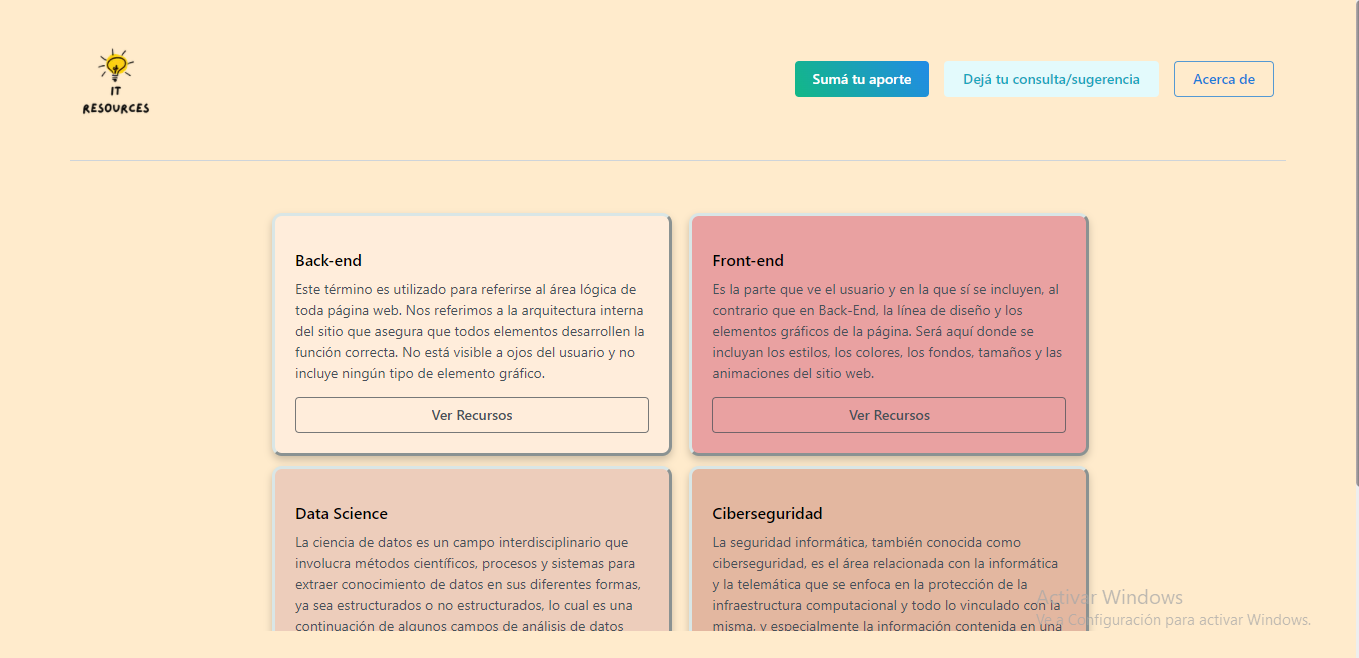 IT
RESOURCES
Sumá tu aporte
Dejá tu consulta/sugerencia
Acerca de
Back-end
Este término es utilizado para referirse al área lógica de
toda página web. Nos referimos a la arquitectura interna
del sitio que asegura que todos elementos desarrollen la
función correcta. No está visible a ojos del usuario y no
incluye ningún tipo de elemento gráfico.
Ver Recursos
Front-end
Es la parte que ve el usuario y en la que sí se incluyen, al
contrario que en Back-End, la línea de diseño y los
elementos gráficos de la página. Será aquí donde se
incluyan los estilos, los colores, los fondos, tamaños y las
animaciones del sitio web.
Ver Recursos
Data Science
La ciencia de datos es un campo interdisciplinario que
involucra métodos científicos, procesos y sistemas para
extraer conocimiento de datos en sus diferentes formas,
ya sea estructurados o no estructurados, lo cual es una
continuación de algunos campos de análisis de datos
Ciberseguridad
La seguridad informática, también conocida como
ciberseguridad, es el área relacionada con la informática
y la telemática que se enfoca en la protección de la
infraestructura computacional y todo lo vinculado con la
misma, y especialmente la información contenida en una
Activar Windows
Ve a Configuración para activar Windows.